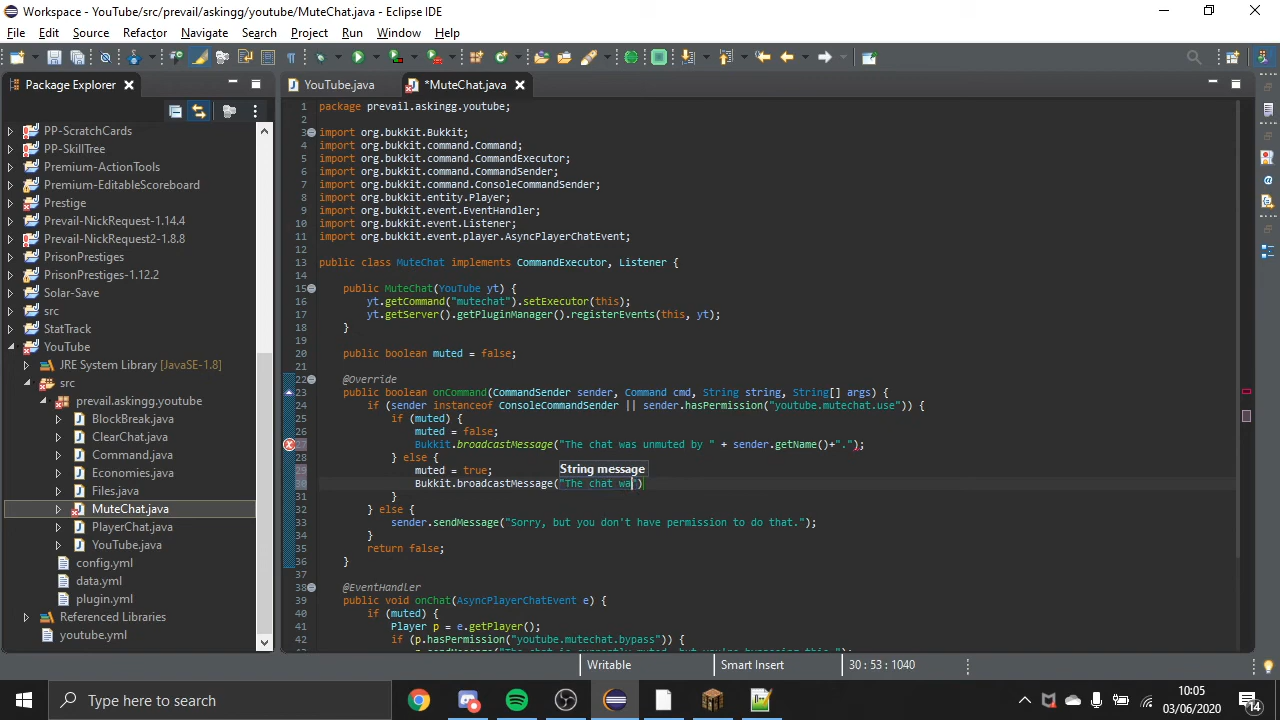 Workspace - YouTube/src/prevail/askingg/youtube/MuteChat.java - Eclipse IDE
File Edit Source Refactor Navigate Search Project Run Window Help
Package Explorer
YouTube.java
*MuteChat.java
PP-ScratchCards
PP-SkillTree
Premium-ActionTools
Premium-EditableScoreboard
Prestige
Prevail-NickRequest-1.14.4
Prevail-NickRequest2-1.8.8
PrisonPrestiges
PrisonPrestiges-1.12.2
Solar-Save
src
StatTrack
YouTube
JRE System Library [JavaSE-1.8]
src
prevail.askingg.youtube
BlockBreak.java
ClearChat.java
Command.java
Economies.java
Files.java
MuteChat.java
PlayerChat.java
YouTube.java
config.yml
data.yml
plugin.yml
Referenced Libraries
youtube.yml
1 package prevail.askingg.youtube;
2
3 import org.bukkit.Bukkit;
4 import org.bukkit.command.Command;
5 import org.bukkit.command.CommandExecutor;
6 import org.bukkit.command.CommandSender;
7 import org.bukkit.command.ConsoleCommandSender;
8 import org.bukkit.entity.Player;
9 import org.bukkit.event.EventHandler;
10 import org.bukkit.event.Listener;
11 import org.bukkit.event.player.AsyncPlayerChatEvent;
12
13 public class MuteChat implements CommandExecutor, Listener {
14
15 public MuteChat(YouTube yt) {
16 yt.getCommand("mutechat").setExecutor(this);
17 yt.getServer().getPluginManager().registerEvents(this, yt);
18 }
19
20 public boolean muted = false;
21
22 @Override
23 public boolean onCommand(CommandSender sender, Command cmd, String string, String[] args) {
24 if (sender instanceof ConsoleCommandSender || sender.hasPermission("youtube.mutechat.use")) {
25 if (muted) {
26 muted = false;
27 Bukkit.broadcastMessage("The chat was unmuted by " + sender.getName()+".");
28 } else {
29 muted = true;
String message
30 Bukkit.broadcastMessage("The chat wa")
31 }
32 } else {
33 sender.sendMessage("Sorry, but you don't have permission to do that.");
34 }
35 return false;
36 }
37
38 @EventHandler
39 public void onChat(AsyncPlayerChatEvent e) {
40 if (muted) {
41 Player p = e.getPlayer();
42 if (p.hasPermission("youtube.mutechat.bypass")) {
Writable
Smart Insert
30 : 53 : 1040
Type here to search
10:05
03/06/2020
14